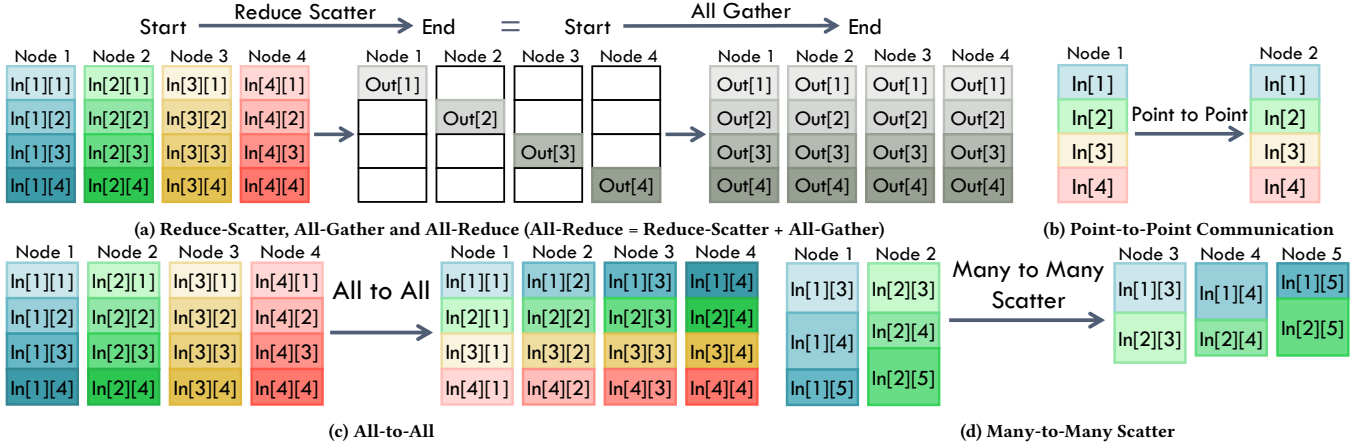 Reduce Scatter
All Gather
Start End = Start End
Node 1 Node 2 Node 3 Node 4 Node 1 Node 2 Node 3 Node 4 Node 1 Node 2 Node 3 Node 4
In[1][1] In[2][1] In[3][1] In[4][1] Out[1] Out[1] Out[1] Out[1] Out[1]
In[1][2] In[2][2] In[3][2] In[4][2] Out[2] Out[2] Out[2] Out[2] Out[2]
In[1][3] In[2][3] In[3][3] In[4][3] Out[3] Out[3] Out[3] Out[3] Out[3]
In[1][4] In[2][4] In[3][4] In[4][4] Out[4] Out[4] Out[4] Out[4] Out[4]
(a) Reduce-Scatter, All-Gather and All-Reduce (All-Reduce = Reduce-Scatter + All-Gather)
Node 1 Node 2
In[1] In[1]
In[2] In[2]
Point to Point
In[3] In[3]
In[4] In[4]
(b) Point-to-Point Communication
Node 1 Node 2 Node 3 Node 4 Node 1 Node 2 Node 3 Node 4
In[1][1] In[2][1] In[3][1] In[4][1] In[1][1] In[1][2] In[1][3] In[1][4]
All to All
In[1][2] In[2][2] In[3][2] In[4][2] In[2][1] In[2][2] In[2][3] In[2][4]
In[1][3] In[2][3] In[3][3] In[4][3] In[3][1] In[3][2] In[3][3] In[3][4]
In[1][4] In[2][4] In[3][4] In[4][4] In[4][1] In[4][2] In[4][3] In[4][4]
(c) All-to-All
Node 1 Node 2 Node 3 Node 4 Node 5
Many to Many
Scatter
In[1][3] In[2][3] In[1][3] In[1][4] In[1][5]
In[1][4] In[2][4] In[2][3] In[2][4] In[2][5]
In[1][5] In[2][5]
(d) Many-to-Many Scatter